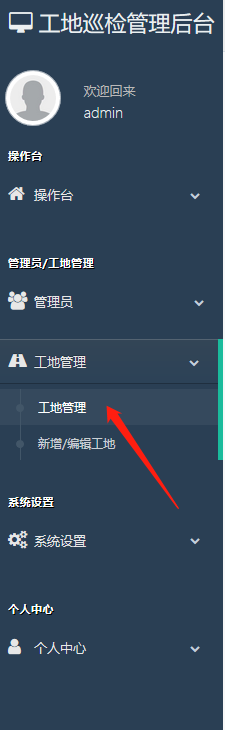 工地巡检管理后台
欢迎回来
admin
操作台
操作台
管理员/工地管理
管理员
工地管理
工地管理
新增/编辑工地
系统设置
系统设置
个人中心
个人中心